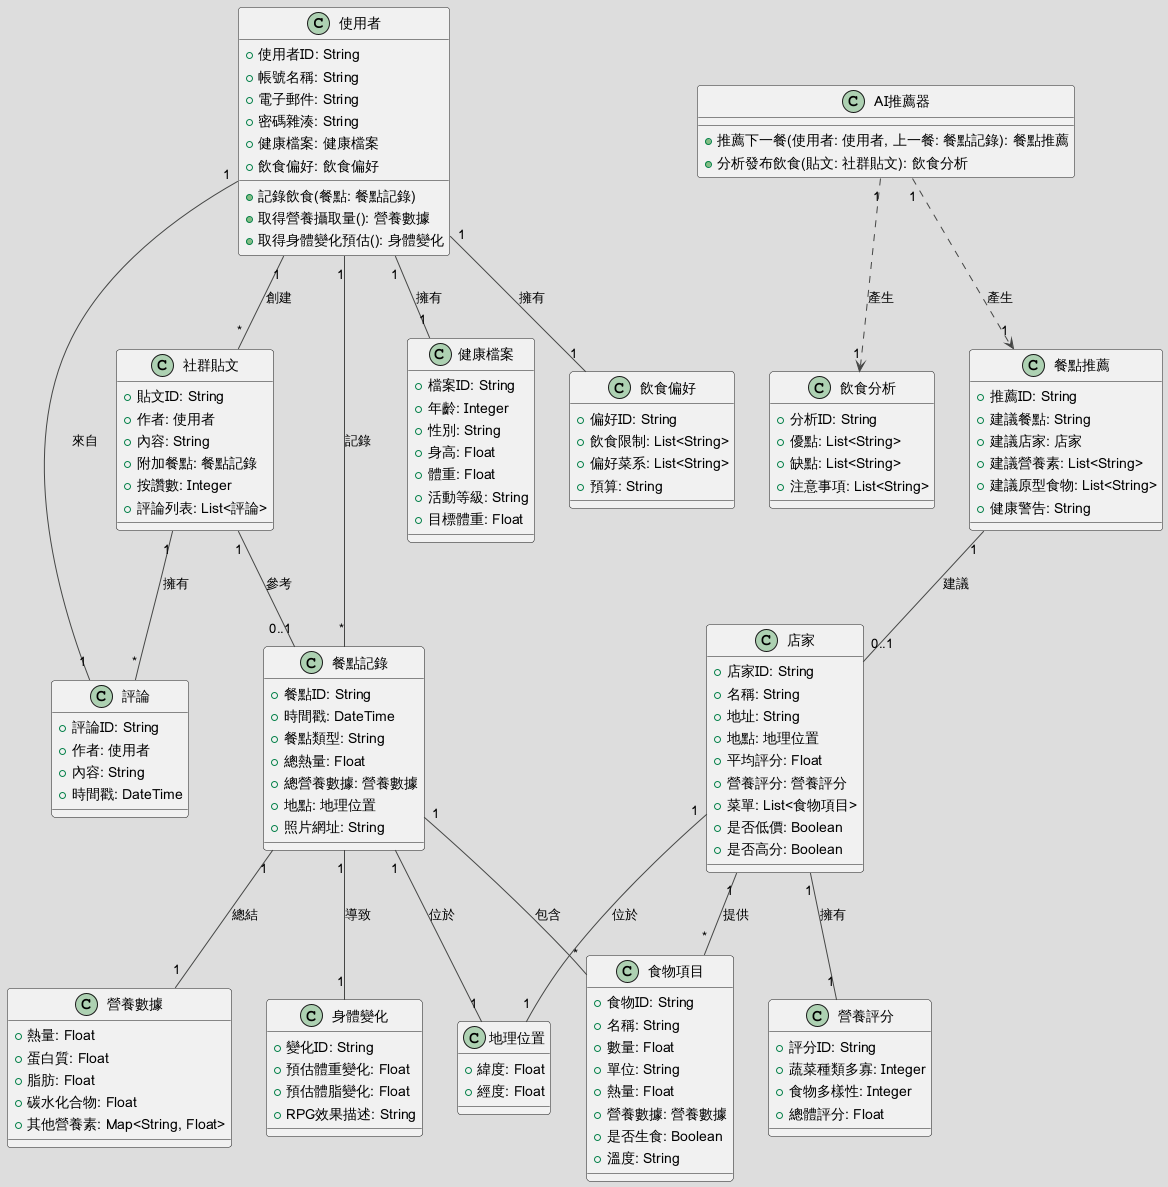 C 使用者
使用者ID: String
帳號名稱: String
電子郵件: String
密碼雜湊: String
健康檔案: 健康檔案
飲食偏好: 飲食偏好
記錄飲食(餐點: 餐點記錄)
取得營養攝取量(): 營養數據
取得身體變化預估(): 身體變化
C AI推薦器
推薦下一餐(使用者: 使用者, 上一餐: 餐點記錄): 餐點推薦
分析發布飲食(貼文: 社群貼文): 飲食分析
1
1
1
1
1
1
1
創建
擁有
擁有
產生
產生
*
1
1
1
1
C 社群貼文
貼文ID: String
作者: 使用者
內容: String
附加餐點: 餐點記錄
按讚數: Integer
評論列表: List<評論>
C 健康檔案
檔案ID: String
年齡: Integer
性別: String
身高: Float
體重: Float
活動等級: String
目標體重: Float
C 飲食偏好
偏好ID: String
飲食限制: List<String>
偏好菜系: List<String>
預算: String
C 飲食分析
分析ID: String
優點: List<String>
缺點: List<String>
注意事項: List<String>
C 餐點推薦
推薦ID: String
建議餐點: String
建議店家: 店家
建議營養素: List<String>
建議原型食物: List<String>
健康警告: String
來自
記錄
1
1
1
擁有
參考
建議
1
*
0..1
*
0..1
C 評論
評論ID: String
作者: 使用者
內容: String
時間戳: DateTime
C 餐點記錄
餐點ID: String
時間戳: DateTime
餐點類型: String
總熱量: Float
總營養數據: 營養數據
地點: 地理位置
照片網址: String
C 店家
店家ID: String
名稱: String
地址: String
地點: 地理位置
平均評分: Float
營養評分: 營養評分
菜單: List<食物項目>
是否低價: Boolean
是否高分: Boolean
1
1
1
1
1
1
1
總結
導致
位於
包含
位於
提供
擁有
1
1
1
*
1
*
1
C 營養數據
熱量: Float
蛋白質: Float
脂肪: Float
碳水化合物: Float
其他營養素: Map<String, Float>
C 身體變化
變化ID: String
預估體重變化: Float
預估體脂變化: Float
RPG效果描述: String
C 地理位置
緯度: Float
經度: Float
C 食物項目
食物ID: String
名稱: String
數量: Float
單位: String
熱量: Float
營養數據: 營養數據
是否生食: Boolean
溫度: String
C 營養評分
評分ID: String
蔬菜種類多寡: Integer
食物多樣性: Integer
總體評分: Float